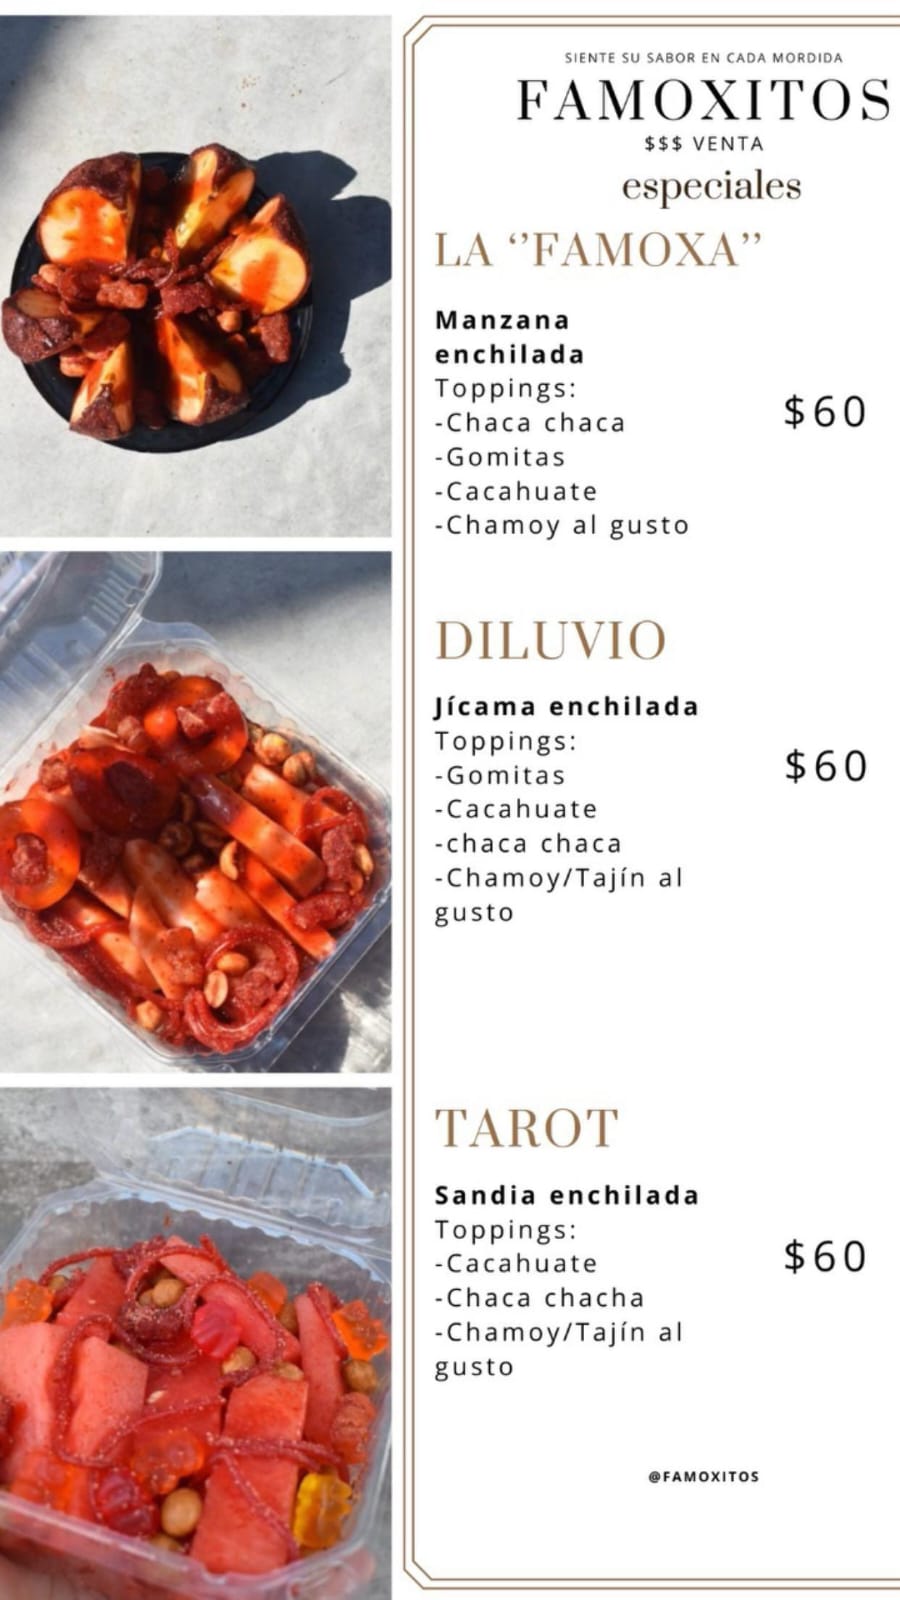 SIENTE SU SABOR EN CADA MORDIDA
FAMOXITOS
$$$ VENTA
especiales
LA ‘’FAMOXA’’
Manzana
enchilada
Toppings:
-Chaca chaca
-Gomitas
-Cacahuate
-Chamoy al gusto
$60
DILUVIO
Jícama enchilada
Toppings:
-Gomitas
-Cacahuate
-chaca chaca
-Chamoy/Tajín al
gusto
$60
TAROT
Sandia enchilada
Toppings:
-Cacahuate
-Chaca chacha
-Chamoy/Tajín al
gusto
$60
@FAMOXITOS